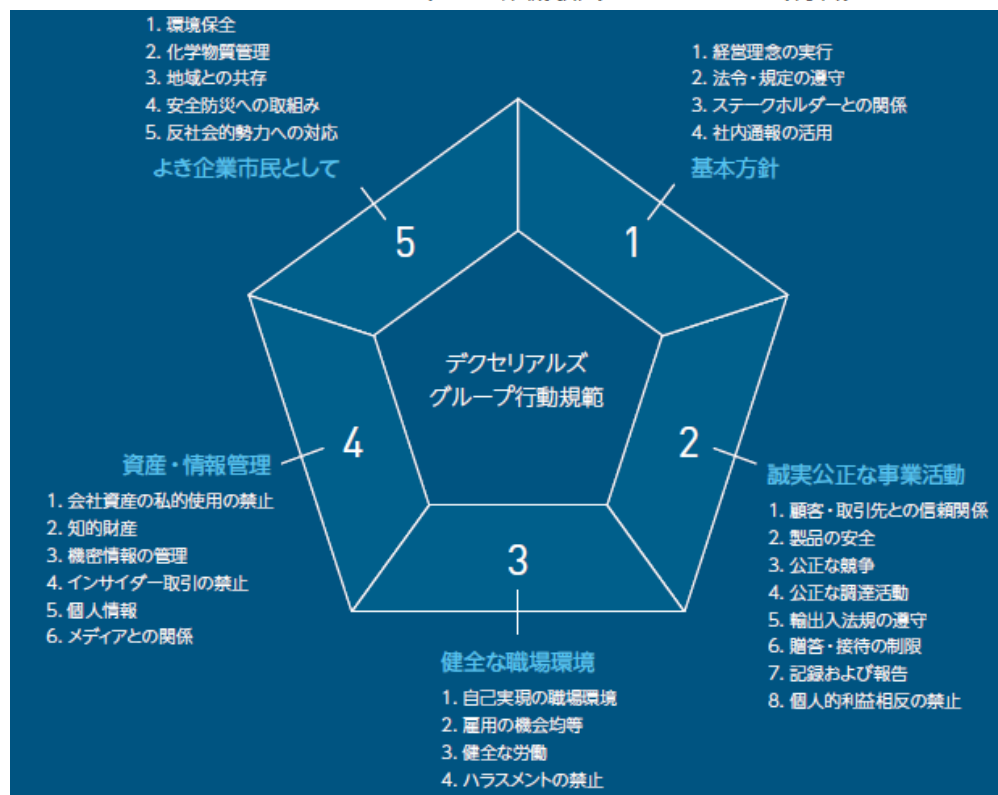 1. 環境保全
2. 化学物質管理
3. 地域との共存
4. 安全防災への取組み
5. 反社会的勢力への対応
よき企業市民として
5
1. 経営理念の実行
2. 法令・規定の遵守
3. ステークホルダーとの関係
4. 社内通報の活用
基本方針
1
デクセリアルズ
グループ行動規範
4
資産・情報管理
1. 会社資産の私的使用の禁止
2. 知的財産
3. 機密情報の管理
4. インサイダー取引の禁止
5. 個人情報
6. メディアとの関係
2
誠実公正な事業活動
1. 顧客・取引先との信頼関係
2. 製品の安全
3. 公正な競争
4. 公正な調達活動
5. 輸出入法規の遵守
6. 贈答・接待の制限
7. 記録および報告
8. 個人的利益相反の禁止
3
健全な職場環境
1. 自己実現の職場環境
2. 雇用の機会均等
3. 健全な労働
4. ハラスメントの禁止